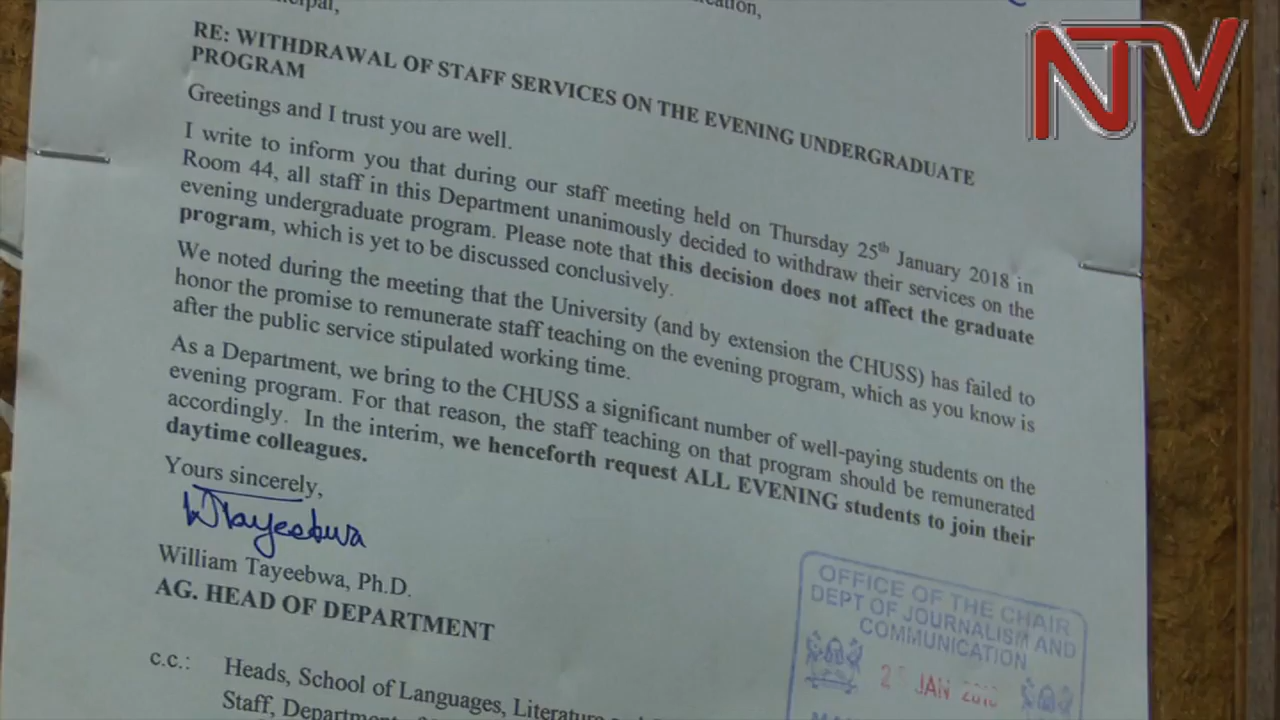 RE: WITHDRAWAL OF STAFF SERVICES ON THE EVENING UNDERGRADUATE
PROGRAM
NTV
Greetings and I trust you are well.
I write to inform you that during our staff meeting held on Thursday 25th January 2018 in
Room 44, all staff in this Department unanimously decided to withdraw their services on the
evening undergraduate program. Please note that this decision does not affect the graduate
program, which is yet to be discussed conclusively.
We noted during the meeting that the University (and by extension the CHUSS) has failed to
honor the promise to remunerate staff teaching on the evening program, which as you know is
after the public service stipulated working time.
As a Department, we bring to the CHUSS a significant number of well-paying students on the
evening program. For that reason, the staff teaching on that program should be remunerated
accordingly. In the interim, we henceforth request ALL EVENING students to join their
daytime colleagues.
Yours sincerely,
WTayeebwa
William Tayeebwa, Ph.D.
AG. HEAD OF DEPARTMENT
c.c.: Heads, School of Languages, Literature
Staff,
OFFICE OF THE CHAIR
DEPT OF JOURNALISM AND
COMMUNICATION
JAN